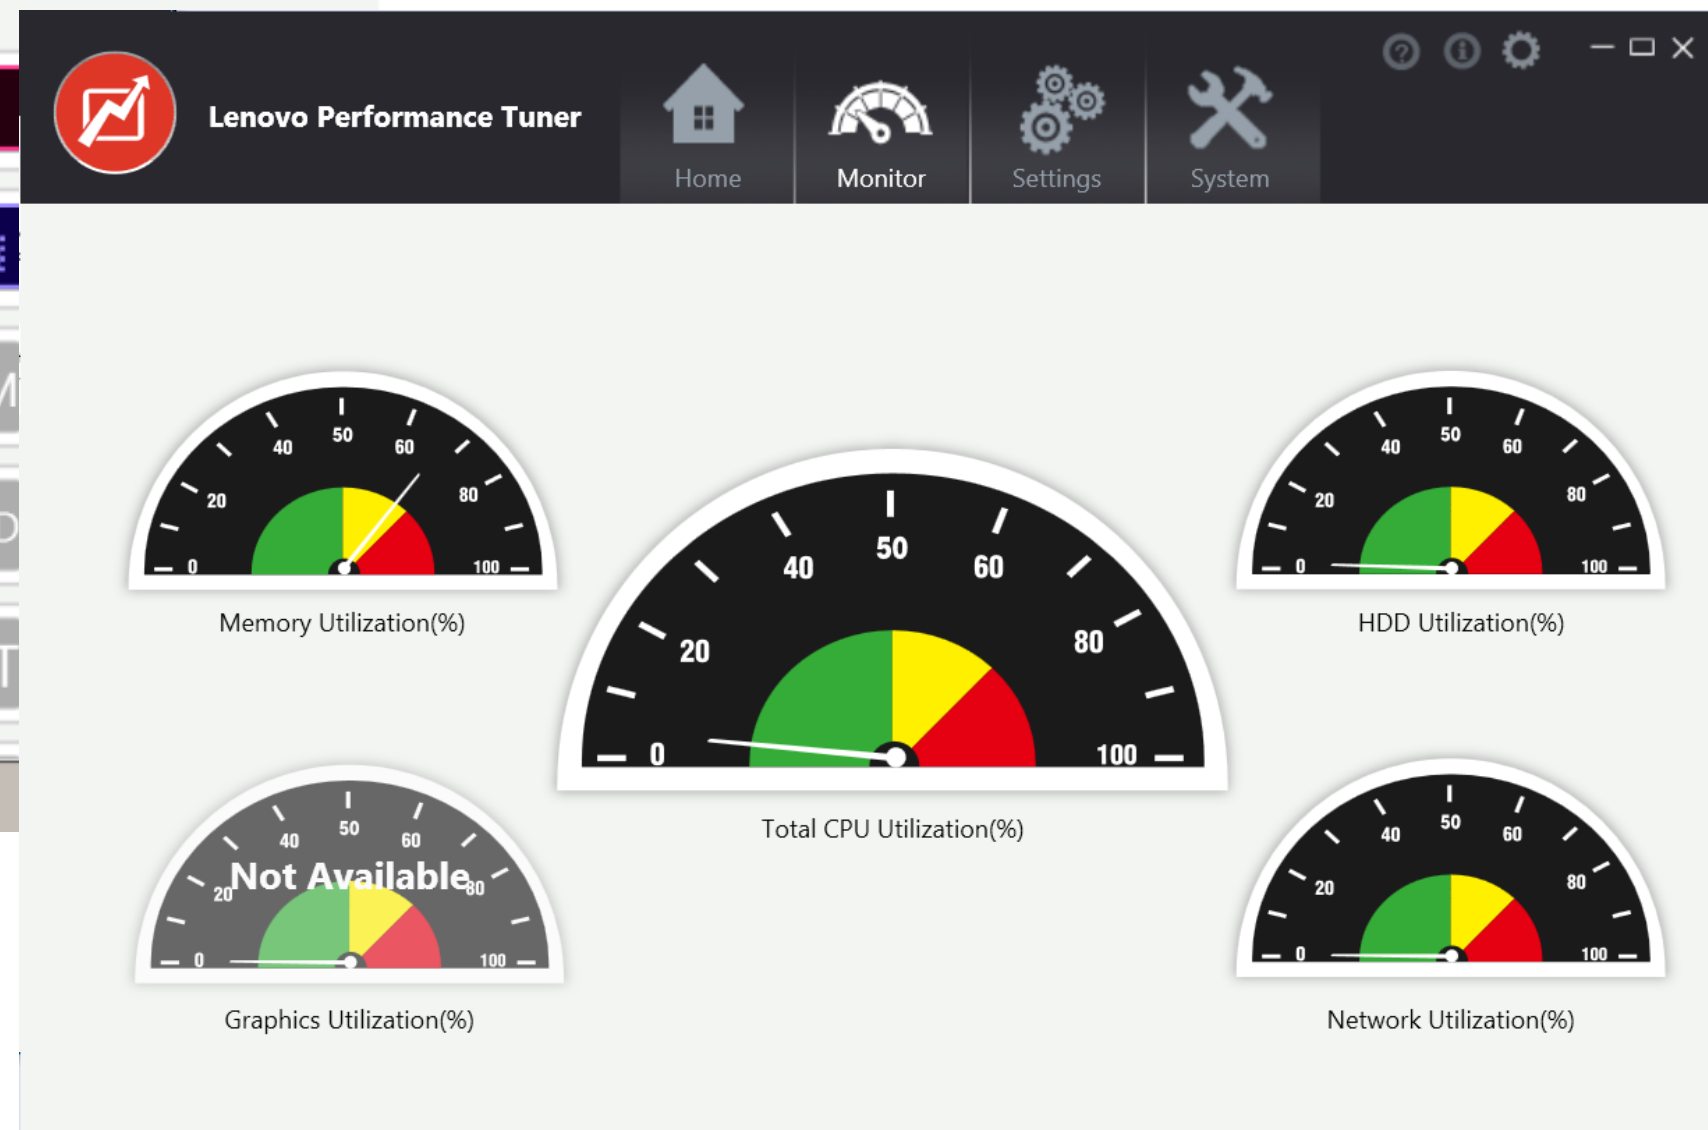 Lenovo Performance Tuner
Home
Monitor
Settings
System
0 20 40 50 60 80 100
Memory Utilization(%)
0 20 40 50 60 80 100
Total CPU Utilization(%)
0 20 40 50 60 80 100
HDD Utilization(%)
0 20 40 50 60 80 100
Not Available
Graphics Utilization(%)
0 20 40 50 60 80 100
Network Utilization(%)
M
D
T